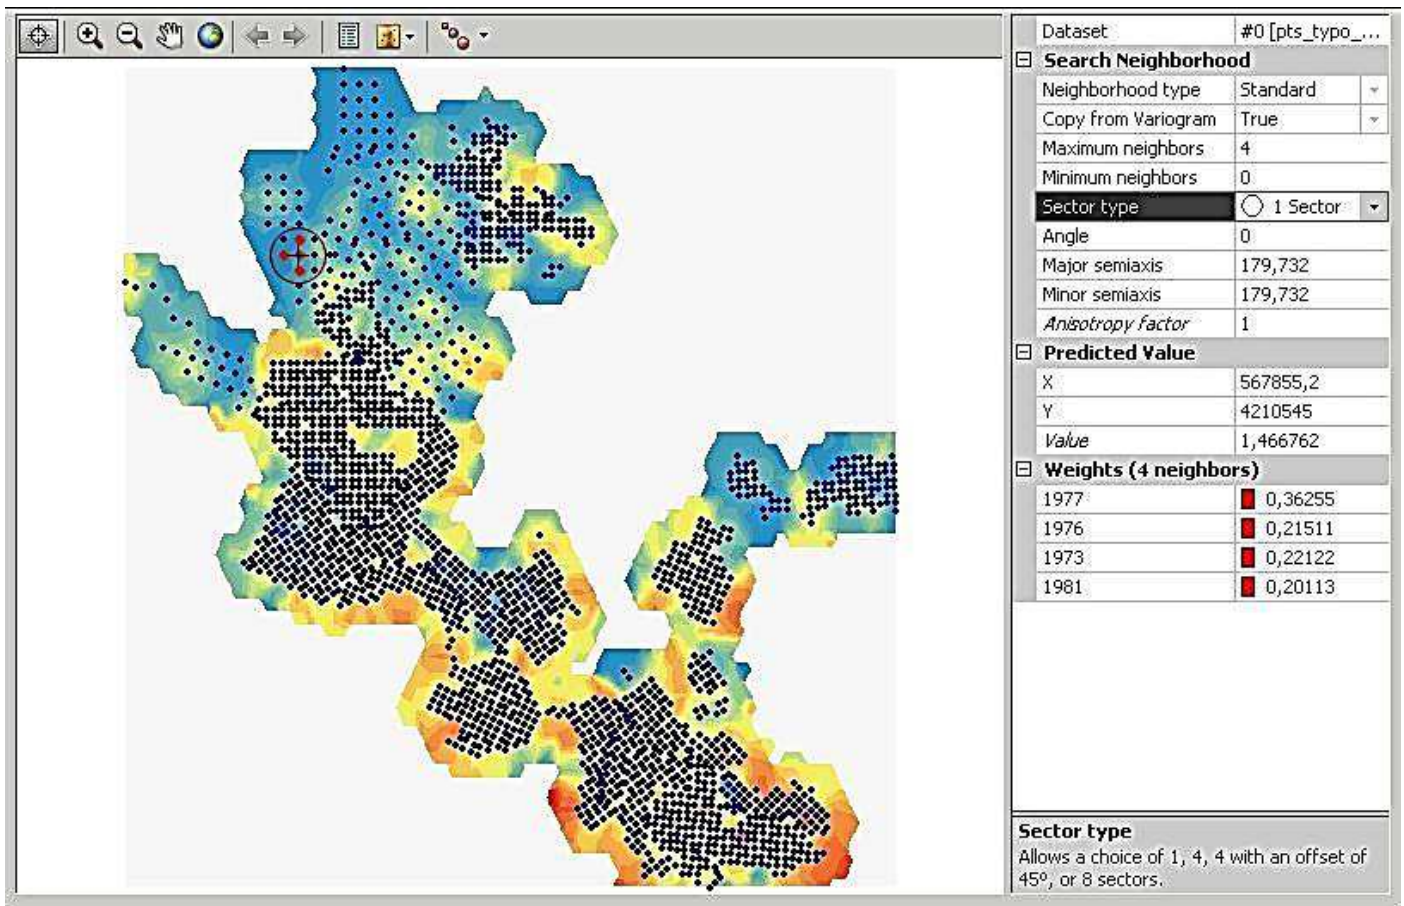 Dataset #0 [pts_typo_...
Search Neighborhood
Neighborhood type Standard
Copy from Variogram True
Maximum neighbors 4
Minimum neighbors 0
Sector type 1 Sector
Angle 0
Major semiaxis 179,732
Minor semiaxis 179,732
Anisotropy factor 1
Predicted Value
X 567855,2
Y 4210545
Value 1,466762
Weights (4 neighbors)
1977 0,36255
1976 0,21511
1973 0,22122
1981 0,20113
Sector type
Allows a choice of 1, 4, 4 with an offset of
45º, or 8 sectors.